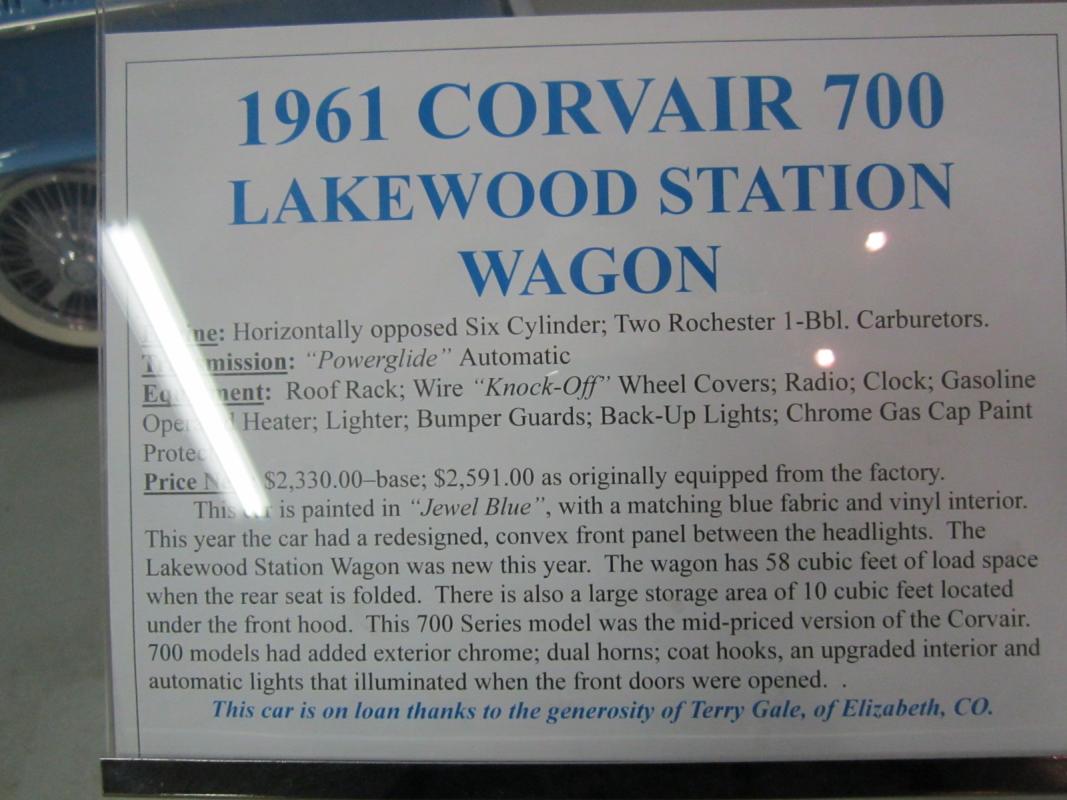 1961 CORVAIR 700
LAKEWOOD STATION
WAGON
Horizontally opposed Six Cylinder; Two Rochester 1-Bbl. Carburetors.
Transmission: “Powerglide” Automatic
Equipment: Roof Rack; Wire “Knock-Off” Wheel Covers; Radio; Clock; Gasoline
Operated Heater; Lighter; Bumper Guards; Back-Up Lights; Chrome Gas Cap Paint
Price $2,330.00–base; $2,591.00 as originally equipped from the factory.
This car is painted in “Jewel Blue”, with a matching blue fabric and vinyl interior.
This year the car had a redesigned, convex front panel between the headlights. The
Lakewood Station Wagon was new this year. The wagon has 58 cubic feet of load space
when the rear seat is folded. There is also a large storage area of 10 cubic feet located
under the front hood. This 700 Series model was the mid-priced version of the Corvair.
700 models had added exterior chrome; dual horns; coat hooks, an upgraded interior and
automatic lights that illuminated when the front doors were opened. .
This car is on loan thanks to the generosity of Terry Gale, of Elizabeth, CO.